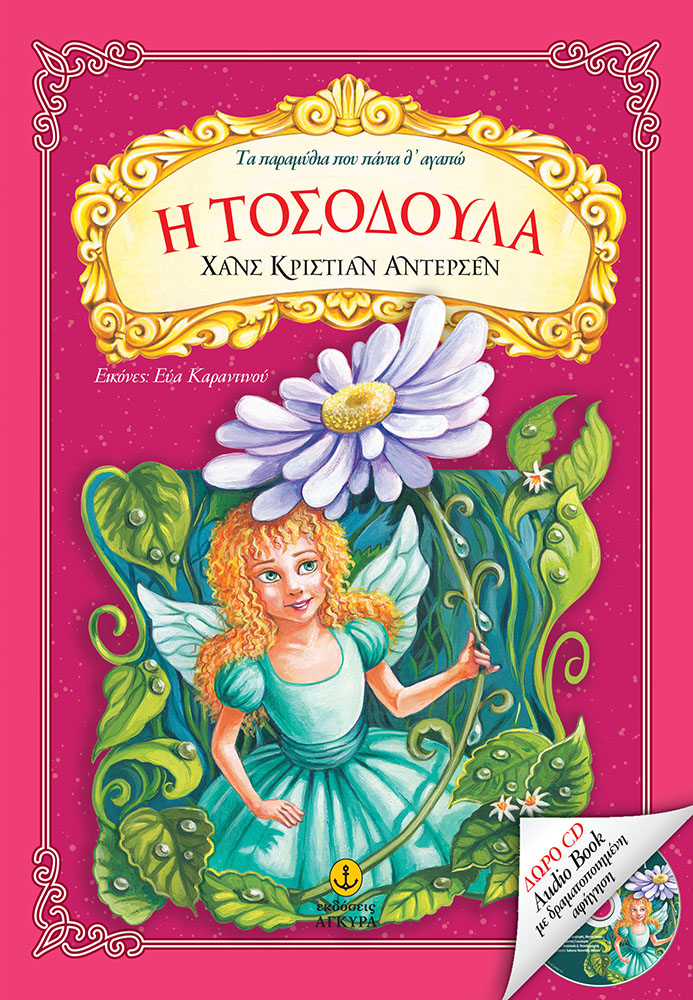 Τα παραμύθια που πάντα θ' αγαπώ
Η ΤΟΣΟΔΟΥΛΑ
ΧΑΝΣ ΚΡΙΣΤΙΑΝ ΑΝΤΕΡΣΕΝ
Εικόνες: Εύα Καραντινού
εκδόσεις
ΑΓΚΥΡΑ
ΔΩΡΟ CD
Audio Book
με δραματοποιημένη
αφήγηση